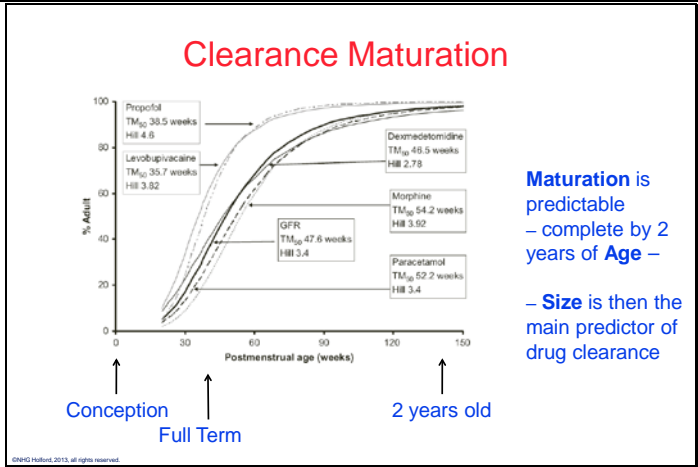 Clearance Maturation
100
80
60
40
20
0
% Adult
Propofol
TM50 38.5 weeks
Hill 4.6
Levobupivacaine
TM50 35.7 weeks
Hill 3.82
Dexmedetomidine
TM50 46.5 weeks
Hill 2.78
Morphine
TM50 54.2 weeks
Hill 3.92
GFR
TM50 47.6 weeks
Hill 3.4
Paracetamol
TM50 52.2 weeks
Hill 3.4
0 30 60 90 120 150
Postmenstrual age (weeks)
Conception
Full Term
2 years old
Maturation is
predictable
– complete by 2
years of Age –
– Size is then the
main predictor of
drug clearance
©NHG Holford, 2013, all rights reserved.